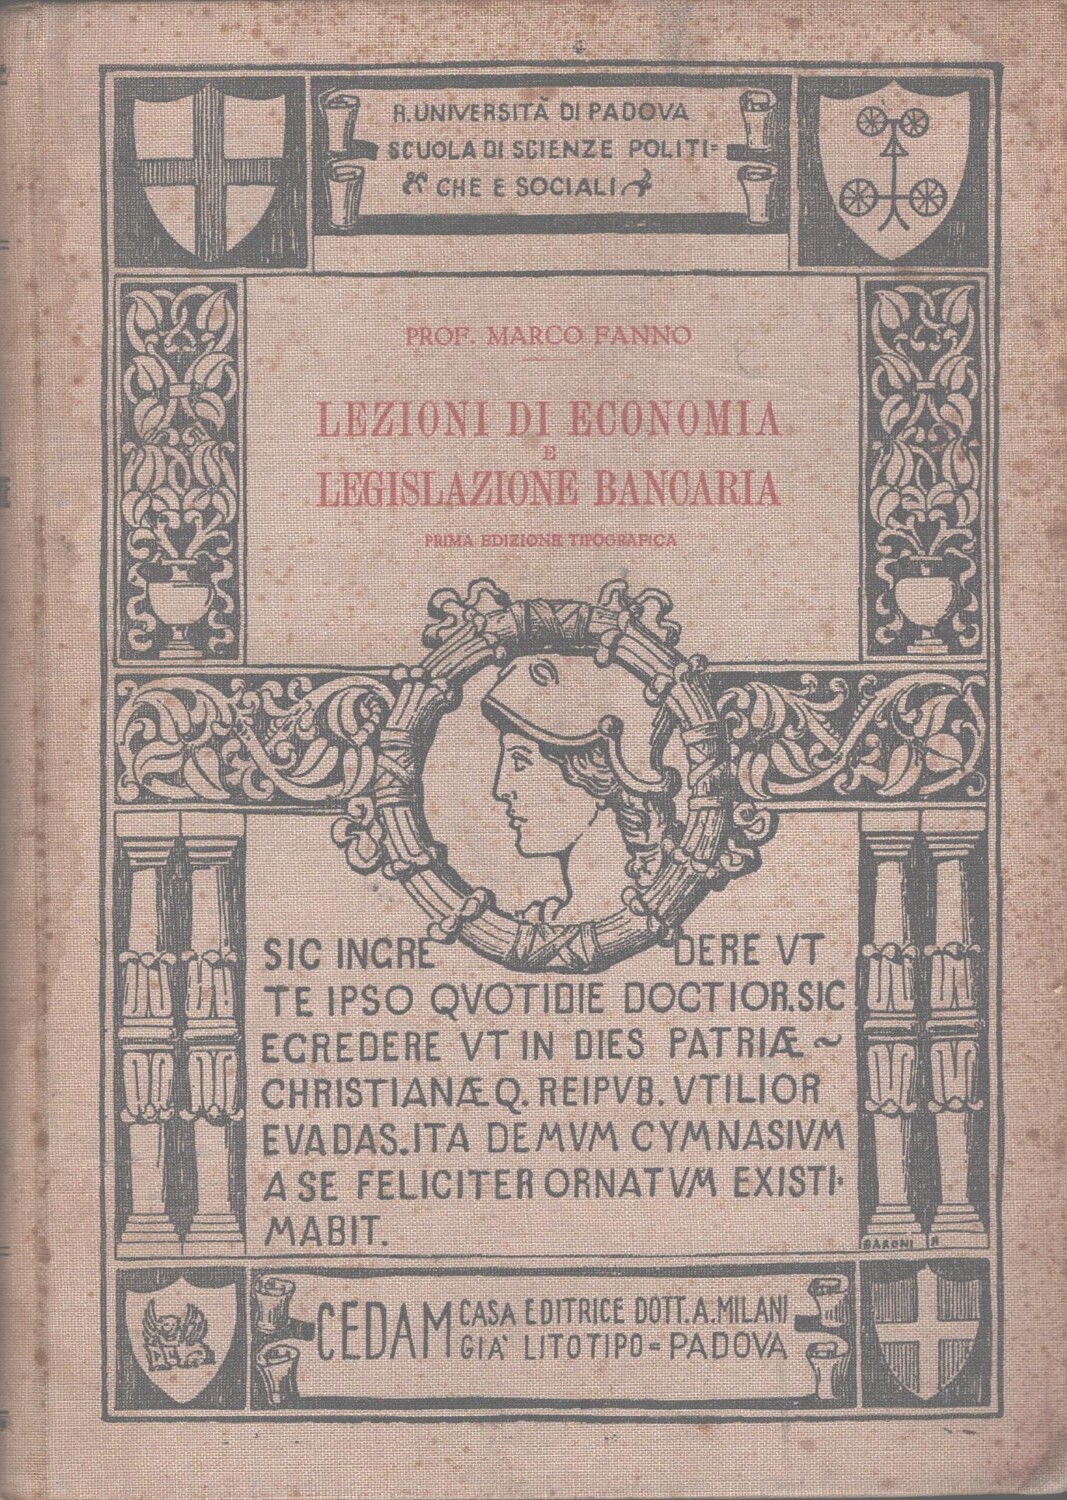 R. UNIVERSITÀ DI PADOVA
SCUOLA DI SCIENZE POLITI=
CHE E SOCIALI
PROF. MARCO FANNO
LEZIONI DI ECONOMIA
E
LEGISLAZIONE BANCARIA
PRIMA EDIZIONE TIPOGRAFICA
SIC INGRE DERE VT
TE IPSO QVOTIDIE DOCTIOR. SIC
EGREDERE VT IN DIES PATRIÆ ~
CHRISTIANÆ Q. REIPVB. VTILIOR
EVADAS. ITA DEMVM GYMNASIVM
A SE FELICITER ORNATVM EXISTI-
MABIT.
BARONI
CEDAM CASA EDITRICE DOTT. A. MILANI
GIA' LITOTIPO = PADOVA